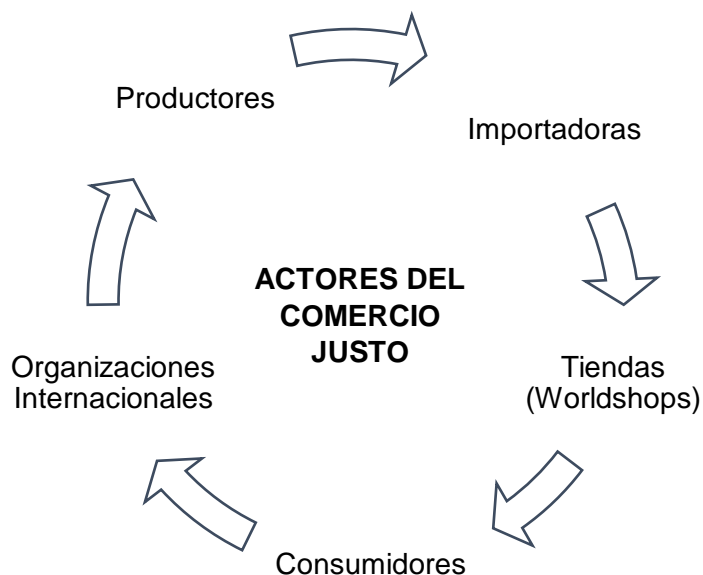 Productores
Importadoras
ACTORES DEL
COMERCIO
JUSTO
Organizaciones
Internacionales
Tiendas
(Worldshops)
Consumidores